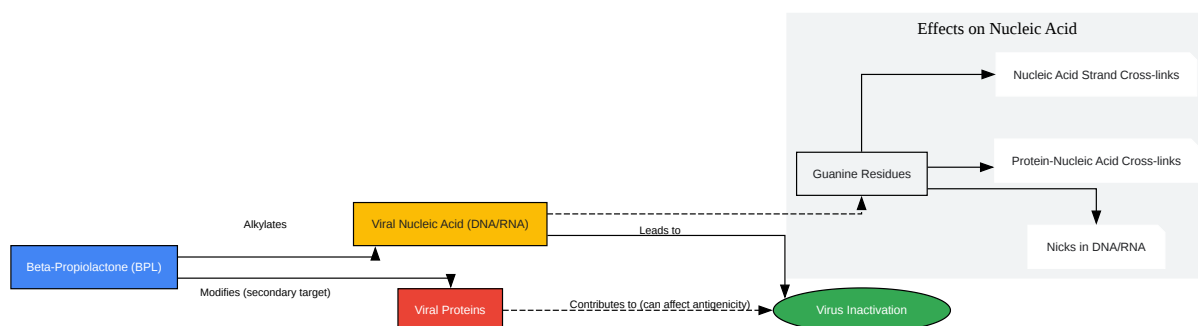 Effects on Nucleic Acid
Nucleic Acid Strand Cross-links
Protein-Nucleic Acid Cross-links
Guanine Residues
Nicks in DNA/RNA
Alkylates
Viral Nucleic Acid (DNA/RNA)
Leads to
Beta-Propiolactone (BPL)
Modifies (secondary target)
Viral Proteins
Contributes to (can affect antigenicity)
Virus Inactivation